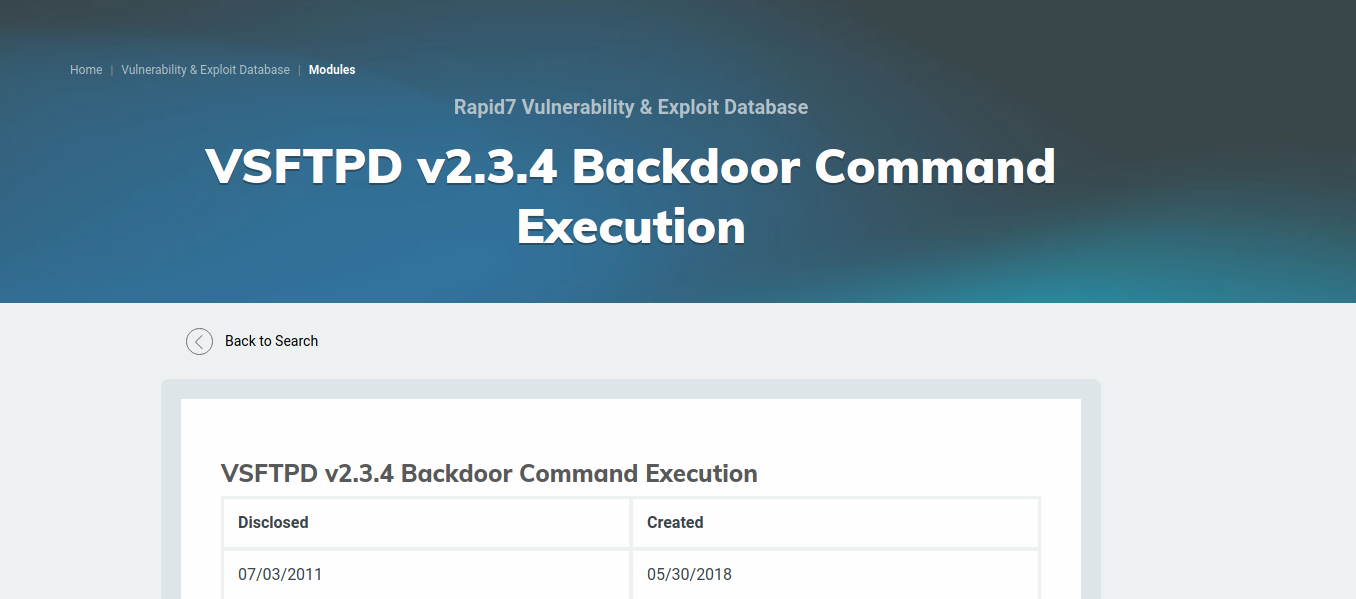 Home | Vulnerability & Exploit Database | Modules
Rapid7 Vulnerability & Exploit Database
VSFTPD v2.3.4 Backdoor Command
Execution
Back to Search
VSFTPD v2.3.4 Backdoor Command Execution
Disclosed Created
07/03/2011 05/30/2018